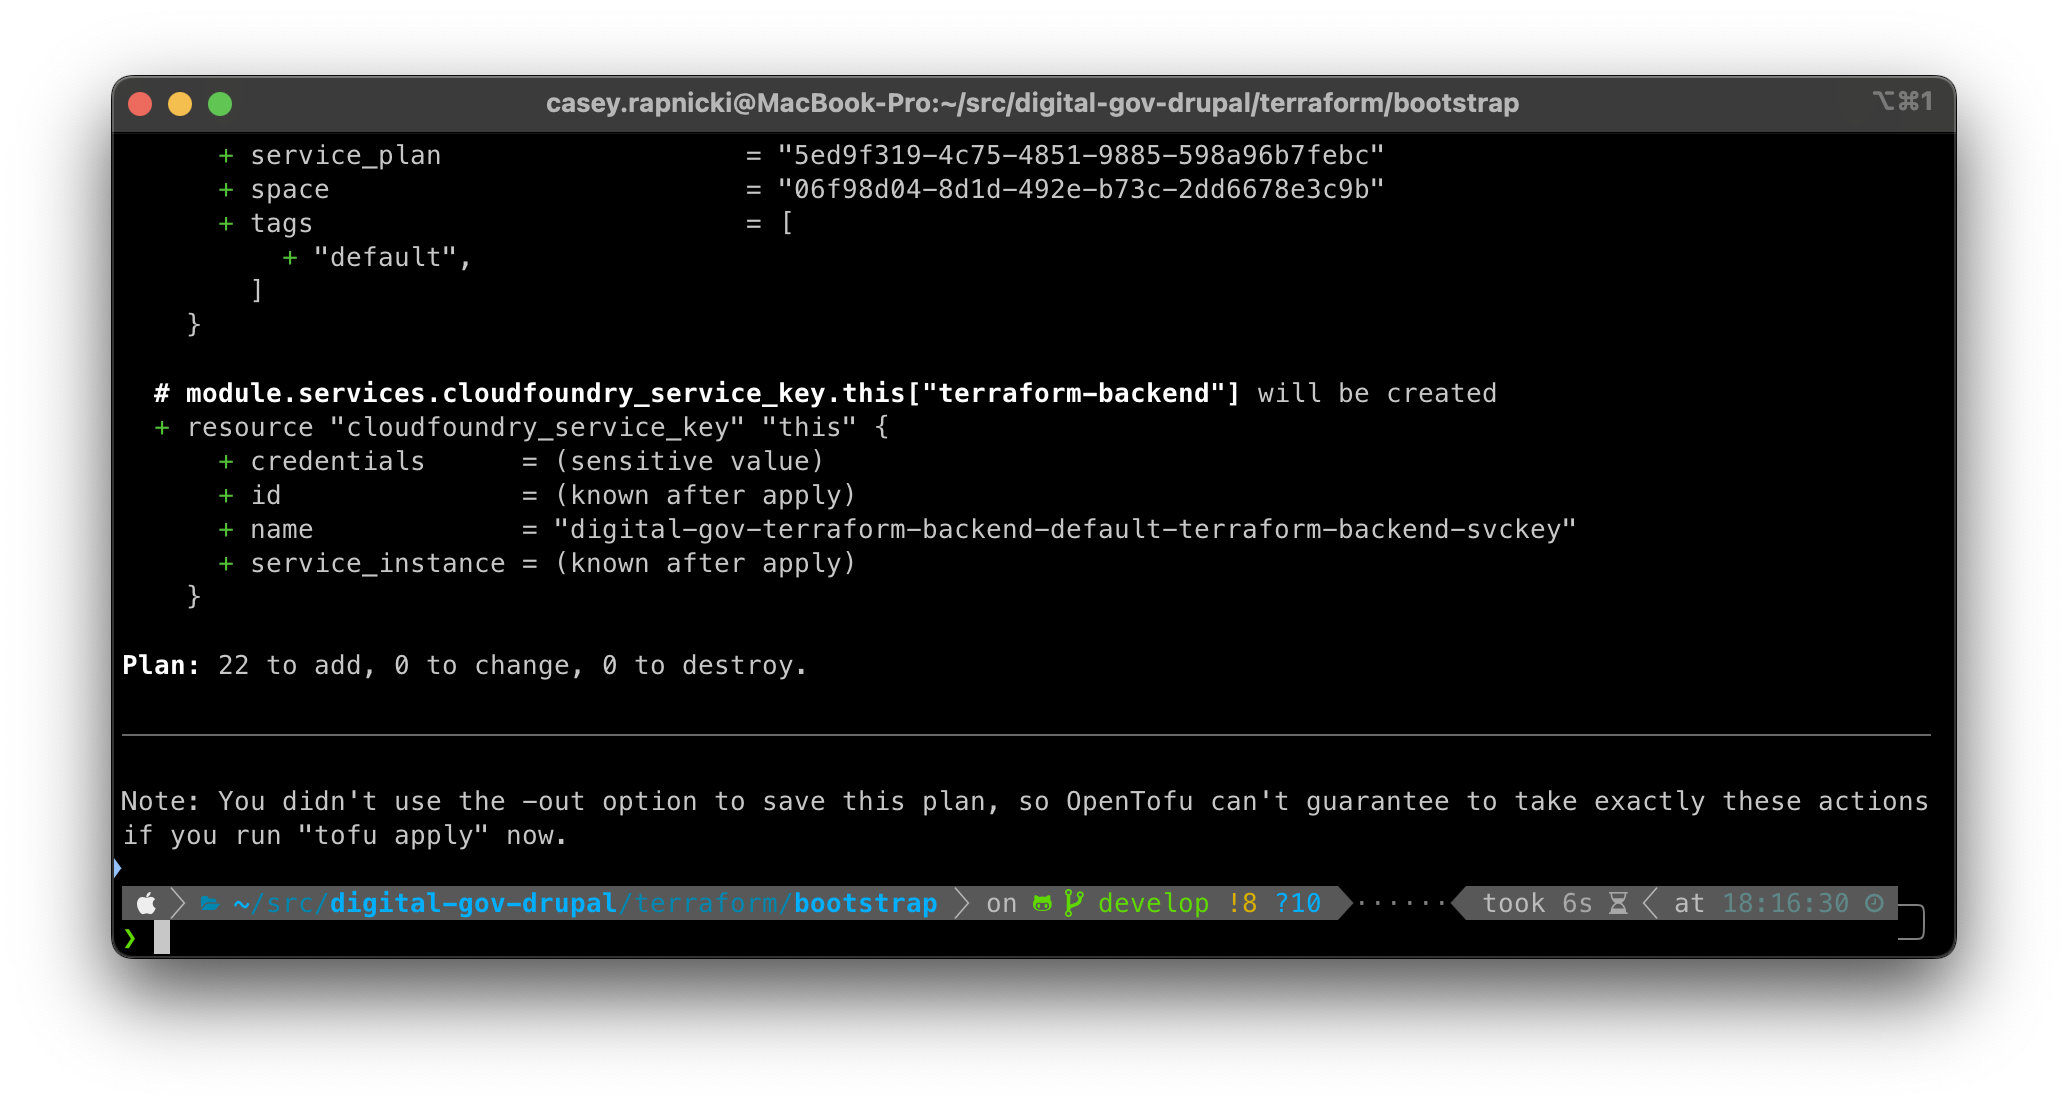 casey.rapnicki@MacBook-Pro:~/src/digital-gov-drupal/terraform/bootstrap ⌥⌘1
+ service_plan = "5ed9f319-4c75-4851-9885-598a96b7febc"
+ space = "06f98d04-8d1d-492e-b73c-2dd6678e3c9b"
+ tags = [
+ "default",
]
}
# module.services.cloudfoundry_service_key.this["terraform-backend"] will be created
+ resource "cloudfoundry_service_key" "this" {
+ credentials = (sensitive value)
+ id = (known after apply)
+ name = "digital-gov-terraform-backend-default-terraform-backend-svckey"
+ service_instance = (known after apply)
}
Plan: 22 to add, 0 to change, 0 to destroy.
Note: You didn't use the -out option to save this plan, so OpenTofu can't guarantee to take exactly these actions
if you run "tofu apply" now.
~/src/digital-gov-drupal/terraform/bootstrap on develop !8 ?10 ······ took 6s at 18:16:30
❯